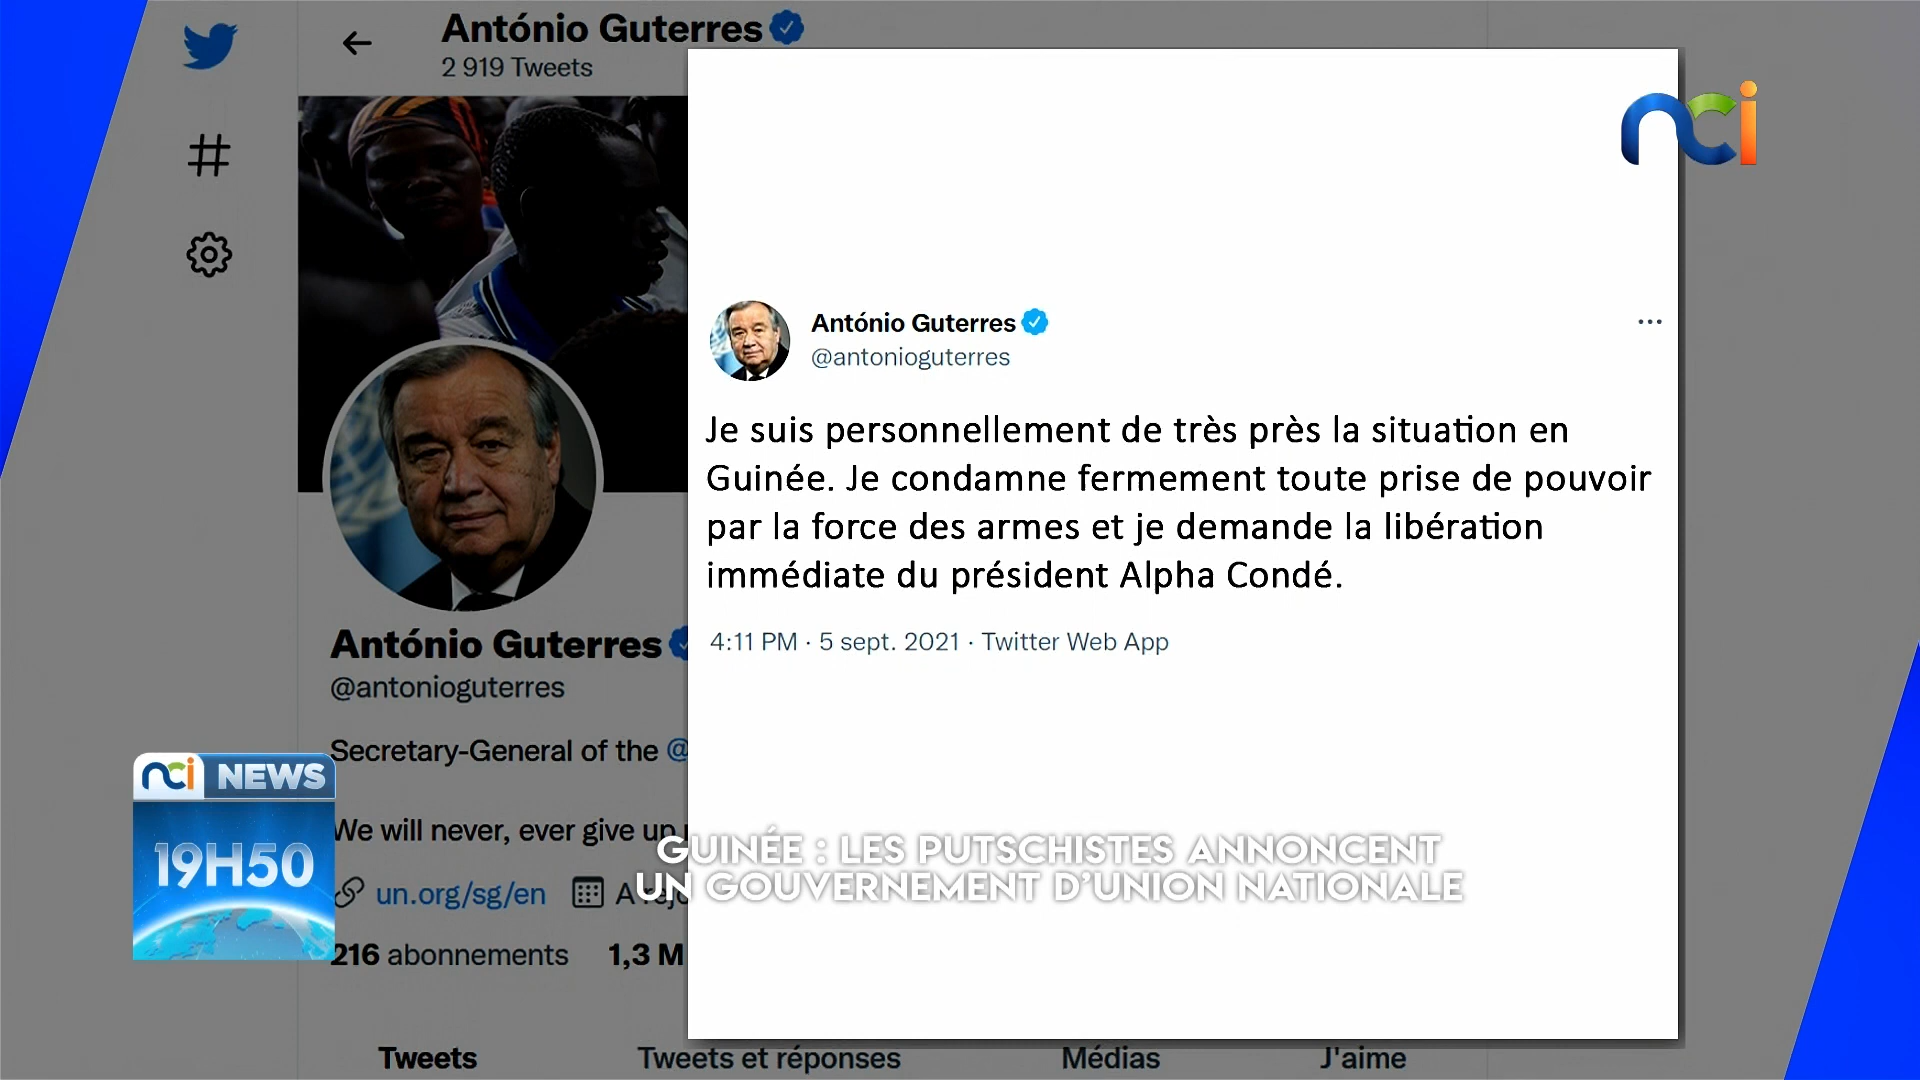 António Guterres
2 919 Tweets
nci
António Guterres
@antonioguterres
Je suis personnellement de très près la situation en
Guinée. Je condamne fermement toute prise de pouvoir
par la force des armes et je demande la libération
immédiate du président Alpha Condé.
4:11 PM · 5 sept. 2021 · Twitter Web App
António Guterres
@antonioguterres
Secretary-General of the @
We will never, ever give up
un.org/sg/en
216 abonnements 1,3 M
nci NEWS
19H50
GUINÉE : LES PUTSCHISTES ANNONCENT
UN GOUVERNEMENT D'UNION NATIONALE
Tweets Tweets et réponses Médias J'aime